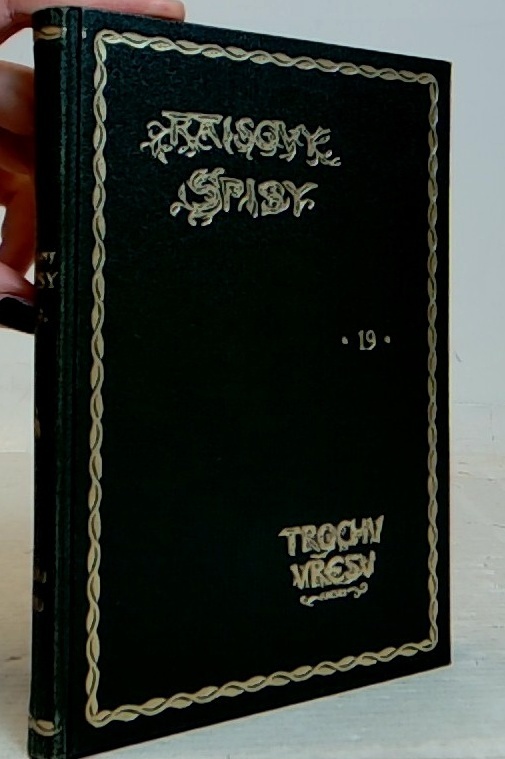 RAISOVY
SPISY
· 19 ·
TROCHU
VŘESU